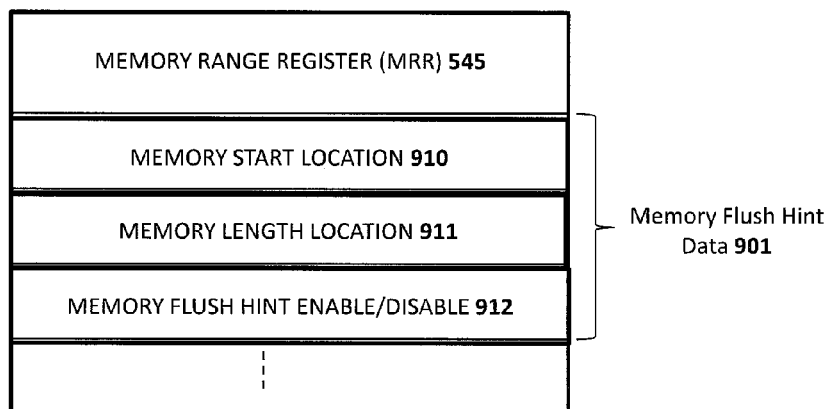 MEMORY RANGE REGISTER (MRR) 545
MEMORY START LOCATION 910
MEMORY LENGTH LOCATION 911
Memory Flush Hint
Data 901
MEMORY FLUSH HINT ENABLE/DISABLE 912